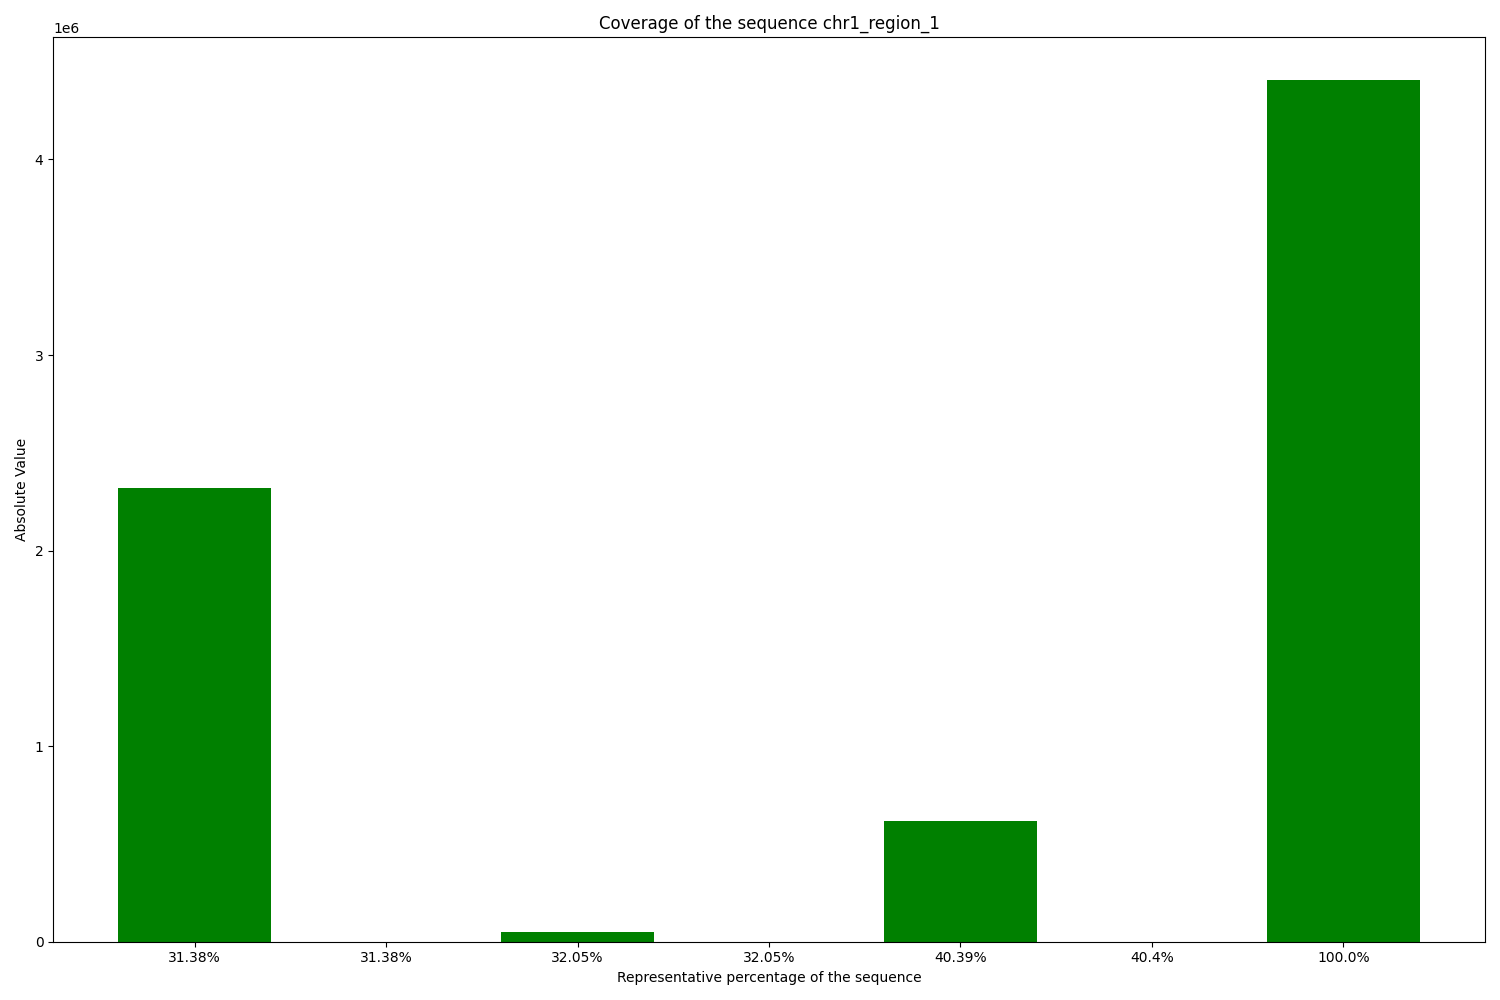 Coverage of the sequence chr1_region_1
1e6
4
3
2
1
0
Absolute Value
31.38% 31.38% 32.05% 32.05% 40.39% 40.4% 100.0%
Representative percentage of the sequence